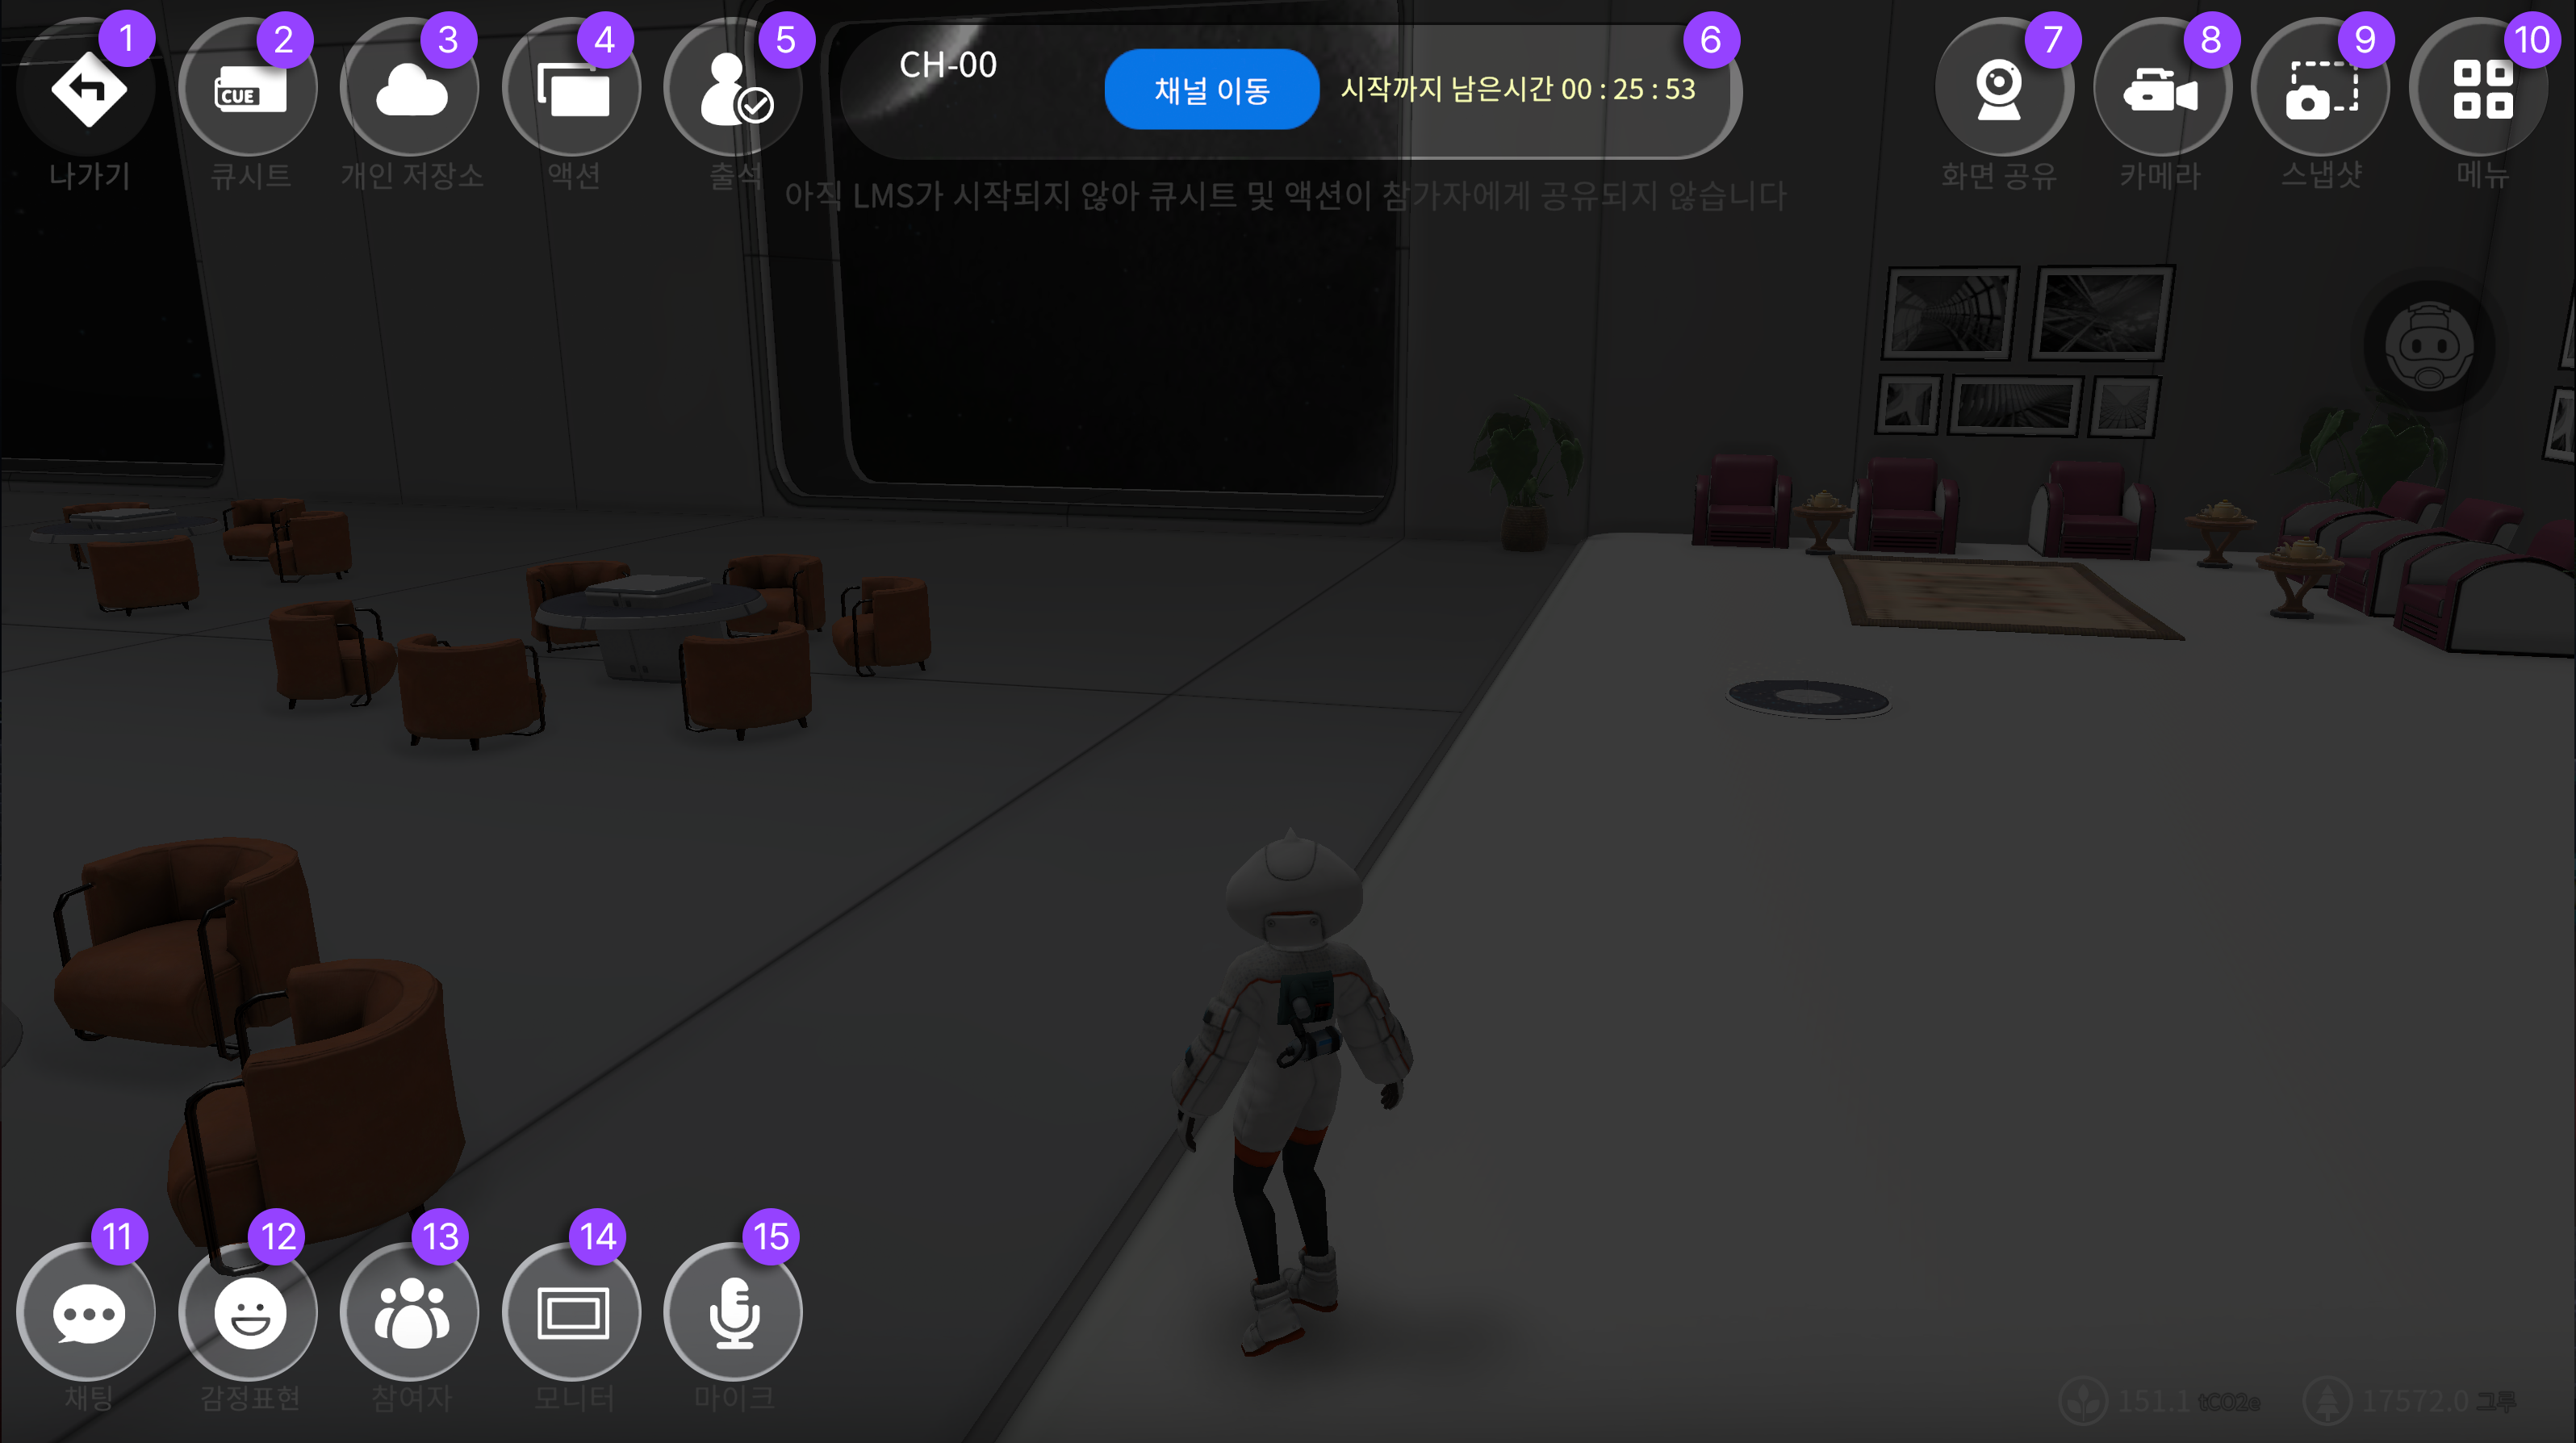 1
2
3
4
5
6
7
8
9
10
CUE
CH-00
채널 이동
시작까지 남은시간 00 : 25 : 53
나가기
큐시트
개인 저장소
액션
출석
화면 공유
카메라
스냅샷
메뉴
아직 LMS가 시작되지 않아 큐시트 및 액션이 참가자에게 공유되지 않습니다
11
12
13
14
15
채팅
감정표현
참여자
모니터
마이크
151.1 tCO2e
17572.0 그루